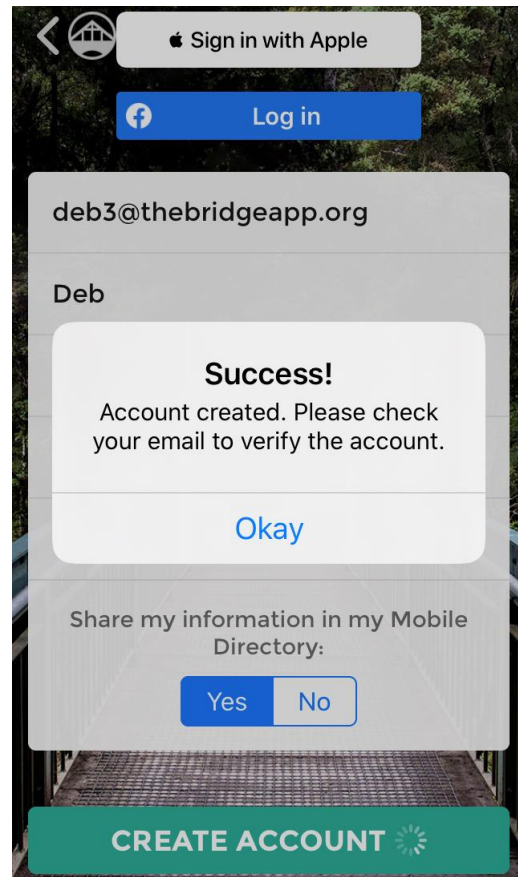 Sign in with Apple
Log in
deb3@thebridgeapp.org
Deb
Success!
Account created. Please check
your email to verify the account.
Okay
Share my information in my Mobile
Directory:
Yes No
CREATE ACCOUNT